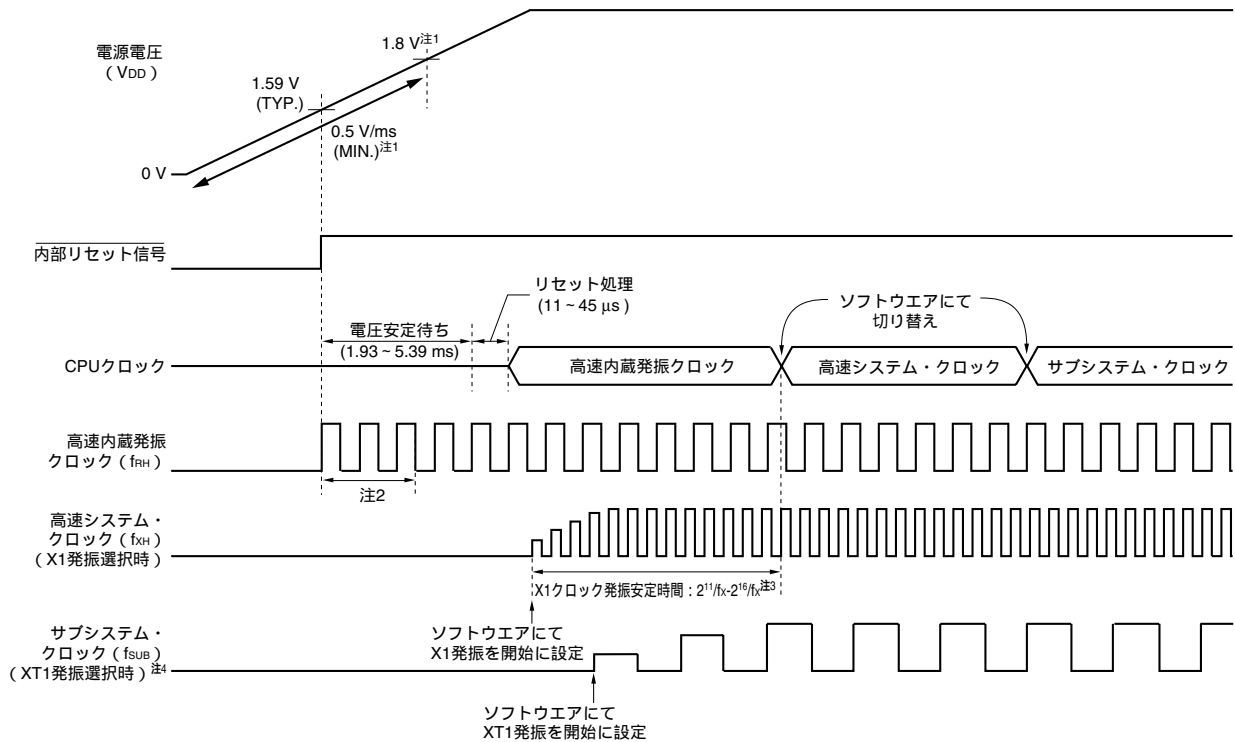 電源電圧
（VDD）
1.8 V注1
1.59 V
(TYP.)
0.5 V/ms
(MIN.)注1
0 V
内部リセット信号
リセット処理
(11 ~ 45 μs )
電圧安定待ち
(1.93 ~ 5.39 ms)
ソフトウエアにて
切り替え
CPUクロック
高速内蔵発振クロック
高速システム・クロック
サブシステム・クロック
高速内蔵発振
クロック（fRH）
注2
高速システム・
クロック（fXH）
（X1発振選択時）
X1クロック発振安定時間：2¹¹/fX-2¹⁶/fX注3
ソフトウエアにて
X1発振を開始に設定
サブシステム・
クロック（fSUB）
（XT1発振選択時）注4
ソフトウエアにて
XT1発振を開始に設定